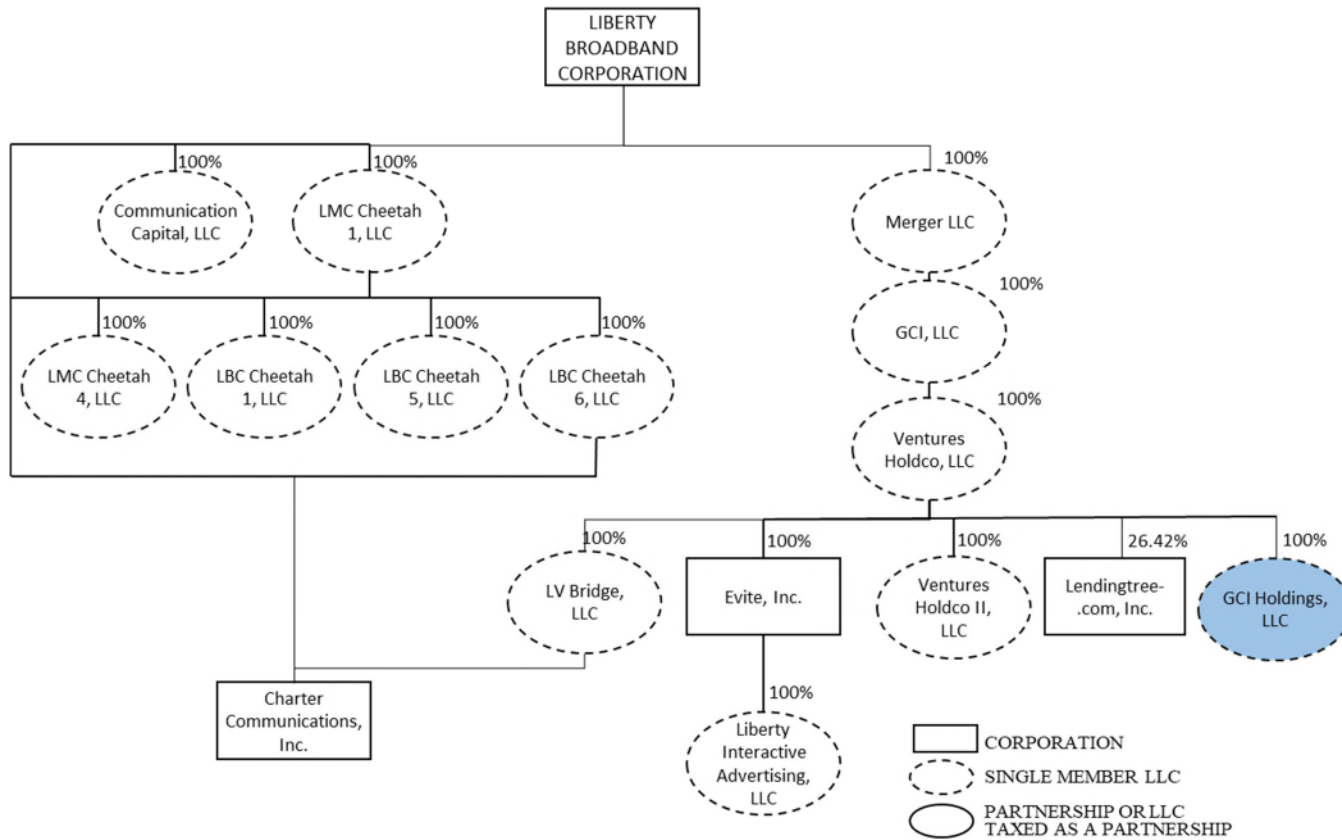 LIBERTY
BROADBAND
CORPORATION
100%
100%
100%
Communication
Capital, LLC
LMC Cheetah
1, LLC
Merger LLC
100%
100%
100%
100%
100%
LMC Cheetah
4, LLC
LBC Cheetah
1, LLC
LBC Cheetah
5, LLC
LBC Cheetah
6, LLC
GCI, LLC
100%
Ventures
Holdco, LLC
100%
100%
100%
26.42%
100%
LV Bridge,
LLC
Evite, Inc.
Ventures
Holdco II,
LLC
Lendingtree-
.com, Inc.
GCI Holdings,
LLC
Charter
Communications,
Inc.
100%
Liberty
Interactive
Advertising,
LLC
CORPORATION
SINGLE MEMBER LLC
PARTNERSHIP OR LLC
TAXED AS A PARTNERSHIP